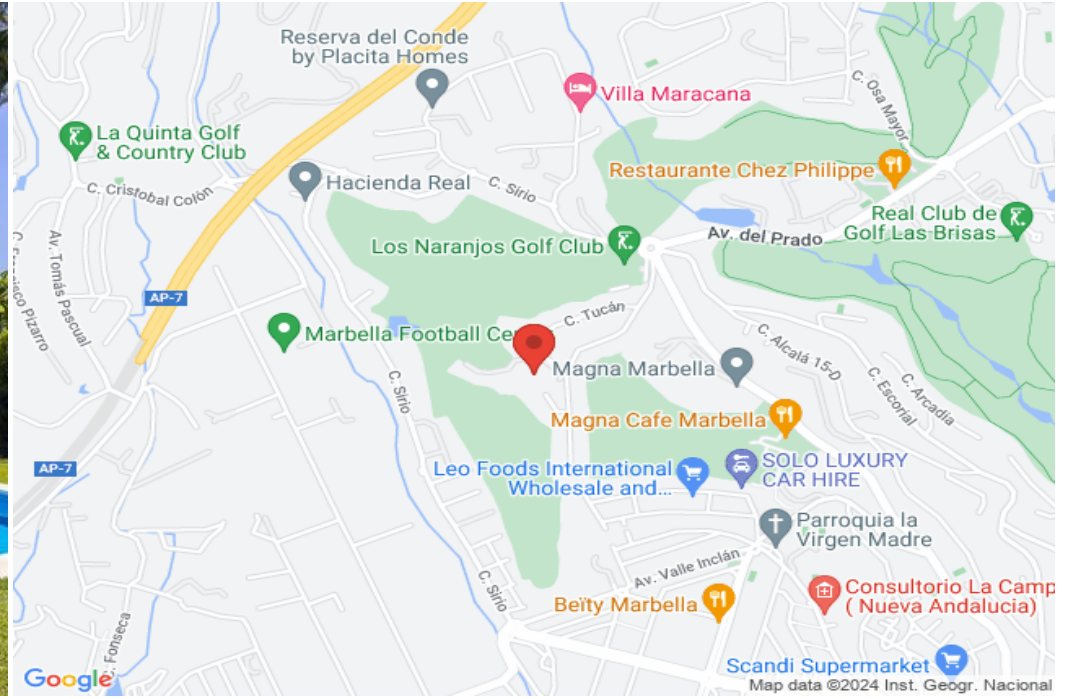 Reserva del Conde
by Placita Homes
Villa Maracana
C. Osa Mayor
La Quinta Golf
& Country Club
Restaurante Chez Philippe
C. Cristobal Colón
Hacienda Real
C. Sirio
Real Club de
Golf Las Brisas
Los Naranjos Golf Club
Av. del Prado
Av. Tomás Pascual
AP-7
C. Tucán
Marbella Football Ce
C. Alcalá 15-D
Magna Marbella
C. Arcadia
C. Escorial
C. Sirio
Magna Cafe Marbella
AP-7
Leo Foods International
Wholesale and...
SOLO LUXURY
CAR HIRE
Parroquia la
Virgen Madre
Av. Valle Inclán
C. Sirio
Beïty Marbella
Consultorio La Camp
( Nueva Andalucia)
Fonseca
Scandi Supermarket
Google
Map data ©2024 Inst. Geogr. Nacional